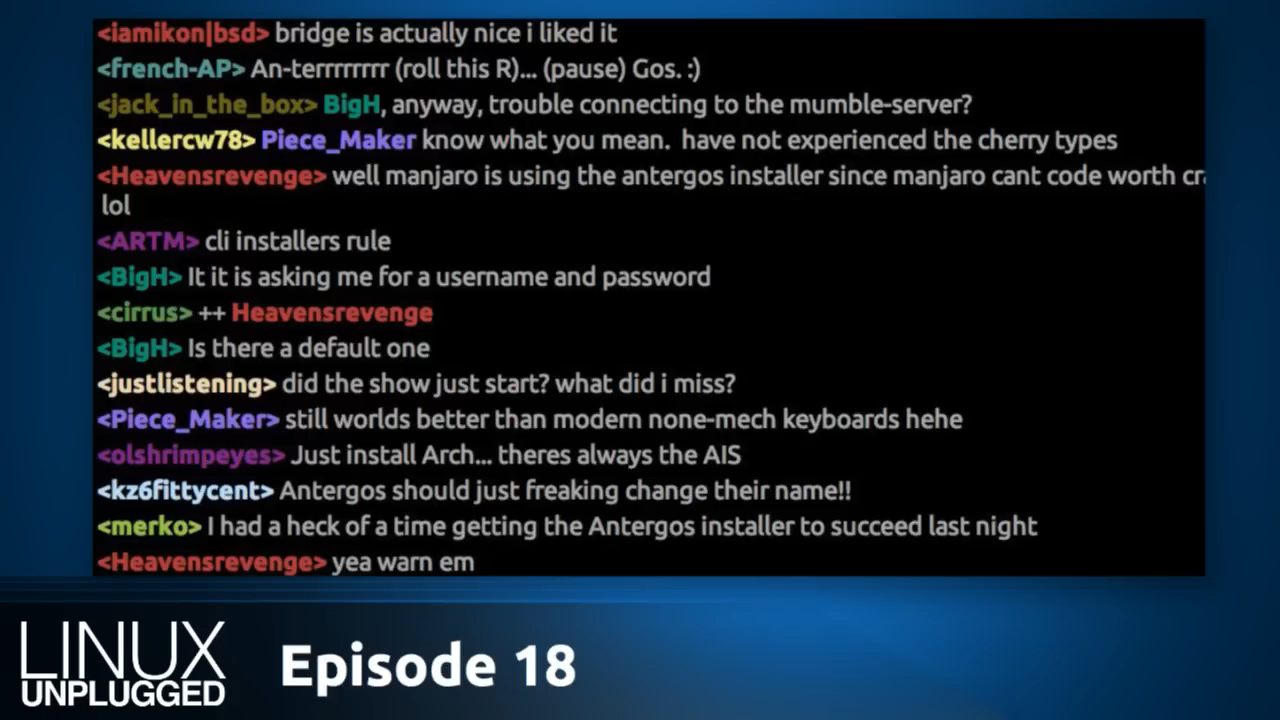 <iamikon|bsd> bridge is actually nice i liked it
<french-AP> An-terrrrrrrr (roll this R)... (pause) Gos. :)
<jack_in_the_box> BigH, anyway, trouble connecting to the mumble-server?
<kellercw78> Piece_Maker know what you mean.  have not experienced the cherry types
<Heavensrevenge> well manjaro is using the antergos installer since manjaro cant code worth
lol
<ARTM> cli installers rule
<BigH> It it is asking me for a username and password
<cirrus> ++ Heavensrevenge
<BigH> Is there a default one
<justlistening> did the show just start? what did i miss?
<Piece_Maker> still worlds better than modern none-mech keyboards hehe
<olshrimpeyes> Just install Arch... theres always the AIS
<kz6fittycent> Antergos should just freaking change their name!!
<merko> I had a heck of a time getting the Antergos installer to succeed last night
<Heavensrevenge> yea warn em
LINUX
UNPLUGGED
Episode 18